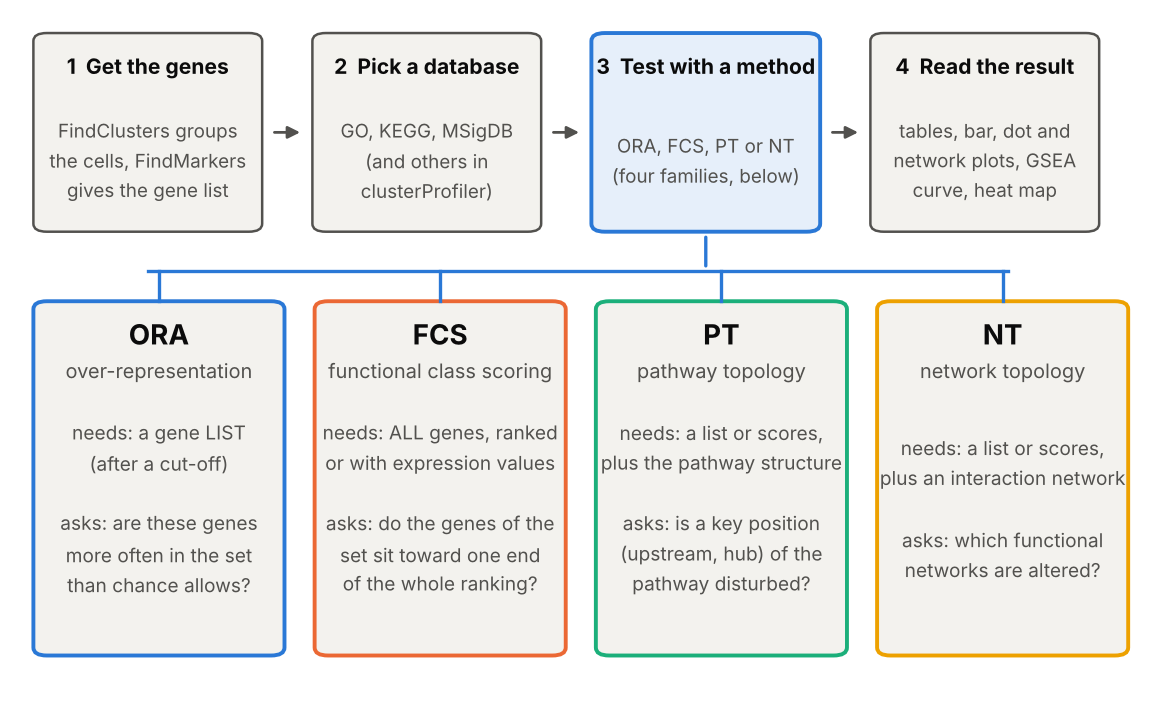 1 Get the genes
FindClusters groups
the cells, FindMarkers
gives the gene list
2 Pick a database
GO, KEGG, MSigDB
(and others in
clusterProfiler)
3 Test with a method
ORA, FCS, PT or NT
(four families, below)
4 Read the result
tables, bar, dot and
network plots, GSEA
curve, heat map
ORA
over-representation
needs: a gene LIST
(after a cut-off)
asks: are these genes
more often in the set
than chance allows?
FCS
functional class scoring
needs: ALL genes, ranked
or with expression values
asks: do the genes of the
set sit toward one end
of the whole ranking?
PT
pathway topology
needs: a list or scores,
plus the pathway structure
asks: is a key position
(upstream, hub) of the
pathway disturbed?
NT
network topology
needs: a list or scores,
plus an interaction network
asks: which functional
networks are altered?